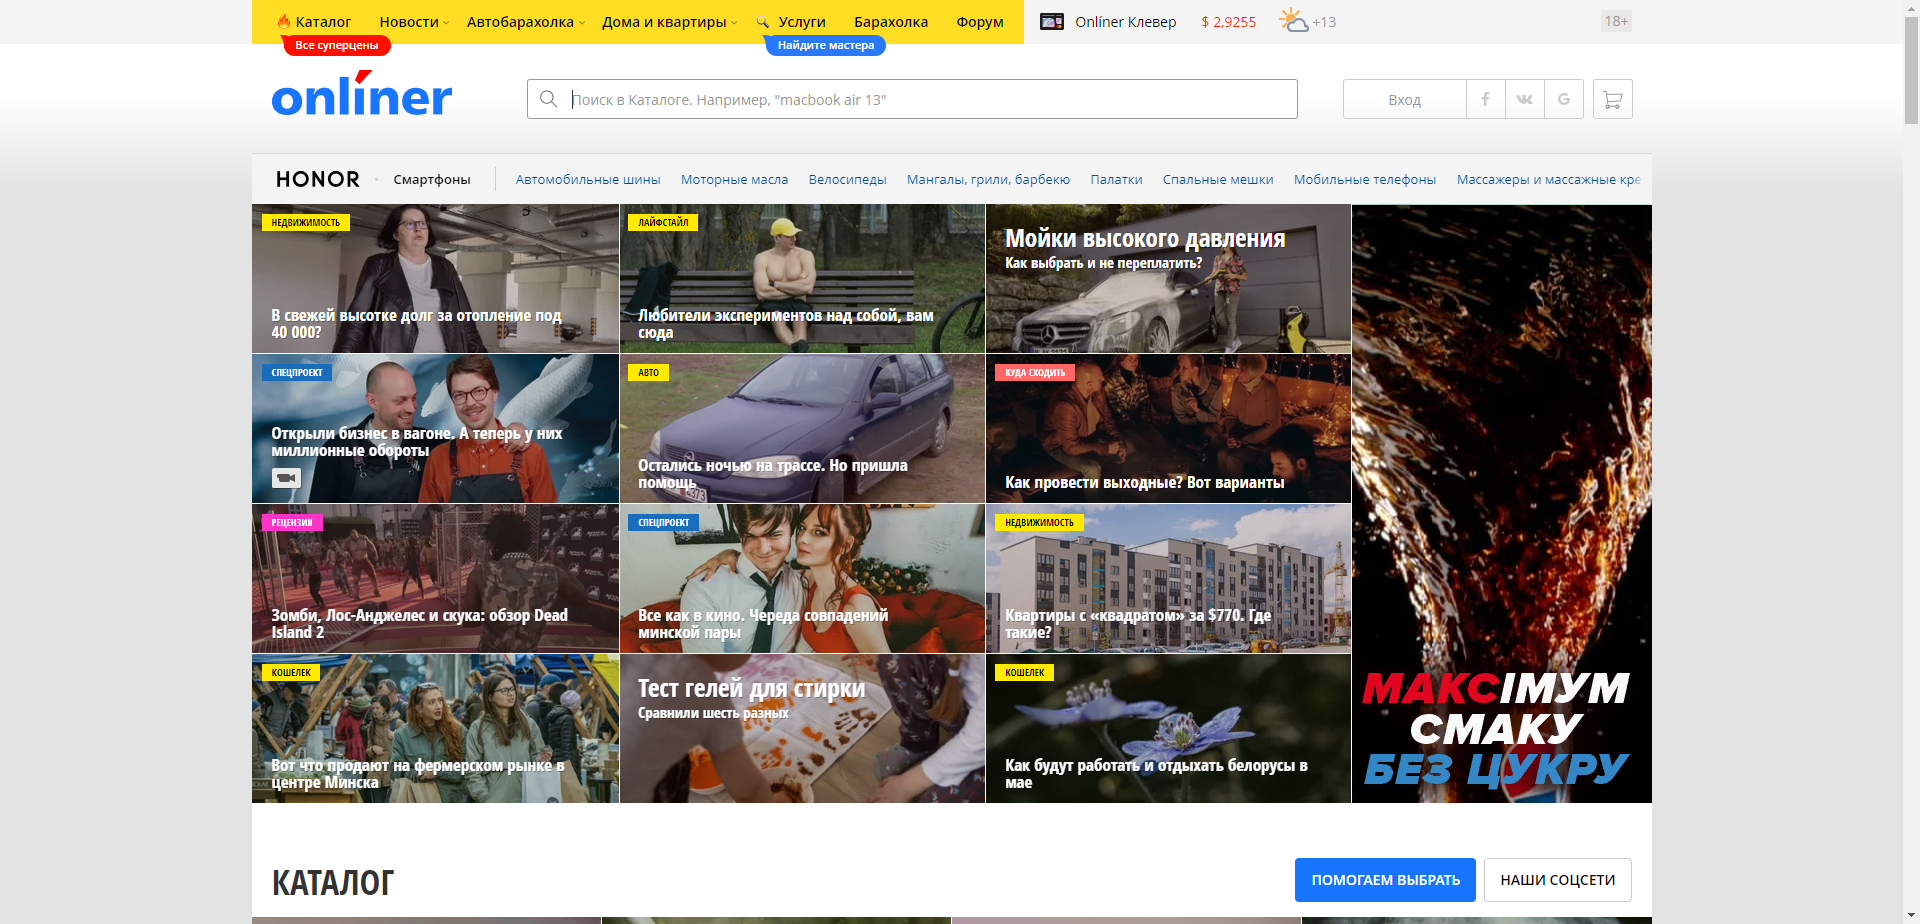 Каталог Новости Автобарахолка Дома и квартиры Услуги Барахолка Форум Onlíner Клевер $ 2,9255 +13 18+
Все суперцены Найдите мастера
onlíner
Поиск в Каталоге. Например, "macbook air 13"
Вход
HONOR Смартфоны Автомобильные шины Моторные масла Велосипеды Мангалы, грили, барбекю Палатки Спальные мешки Мобильные телефоны Массажеры и массажные кре
НЕДВИЖИМОСТЬ
В свежей высотке долг за отопление под
40 000?
ЛАЙФСТАЙЛ
Любители экспериментов над собой, вам
сюда
Мойки высокого давления
Как выбрать и не переплатить?
СПЕЦПРОЕКТ
Открыли бизнес в вагоне. А теперь у них
миллионные обороты
АВТО
Остались ночью на трассе. Но пришла
помощь
4373
КУДА СХОДИТЬ
Как провести выходные? Вот варианты
РЕЦЕНЗИЯ
Зомби, Лос-Анджелес и скука: обзор Dead
Island 2
СПЕЦПРОЕКТ
Все как в кино. Череда совпадений
минской пары
НЕДВИЖИМОСТЬ
Квартиры с «квадратом» за $770. Где
такие?
КОШЕЛЕК
Вот что продают на фермерском рынке в
центре Минска
Тест гелей для стирки
Сравнили шесть разных
КОШЕЛЕК
Как будут работать и отдыхать белорусы в
мае
МАКСІМУМ
СМАКУ
БЕЗ ЦУКРУ
КАТАЛОГ
ПОМОГАЕМ ВЫБРАТЬ
НАШИ СОЦСЕТИ